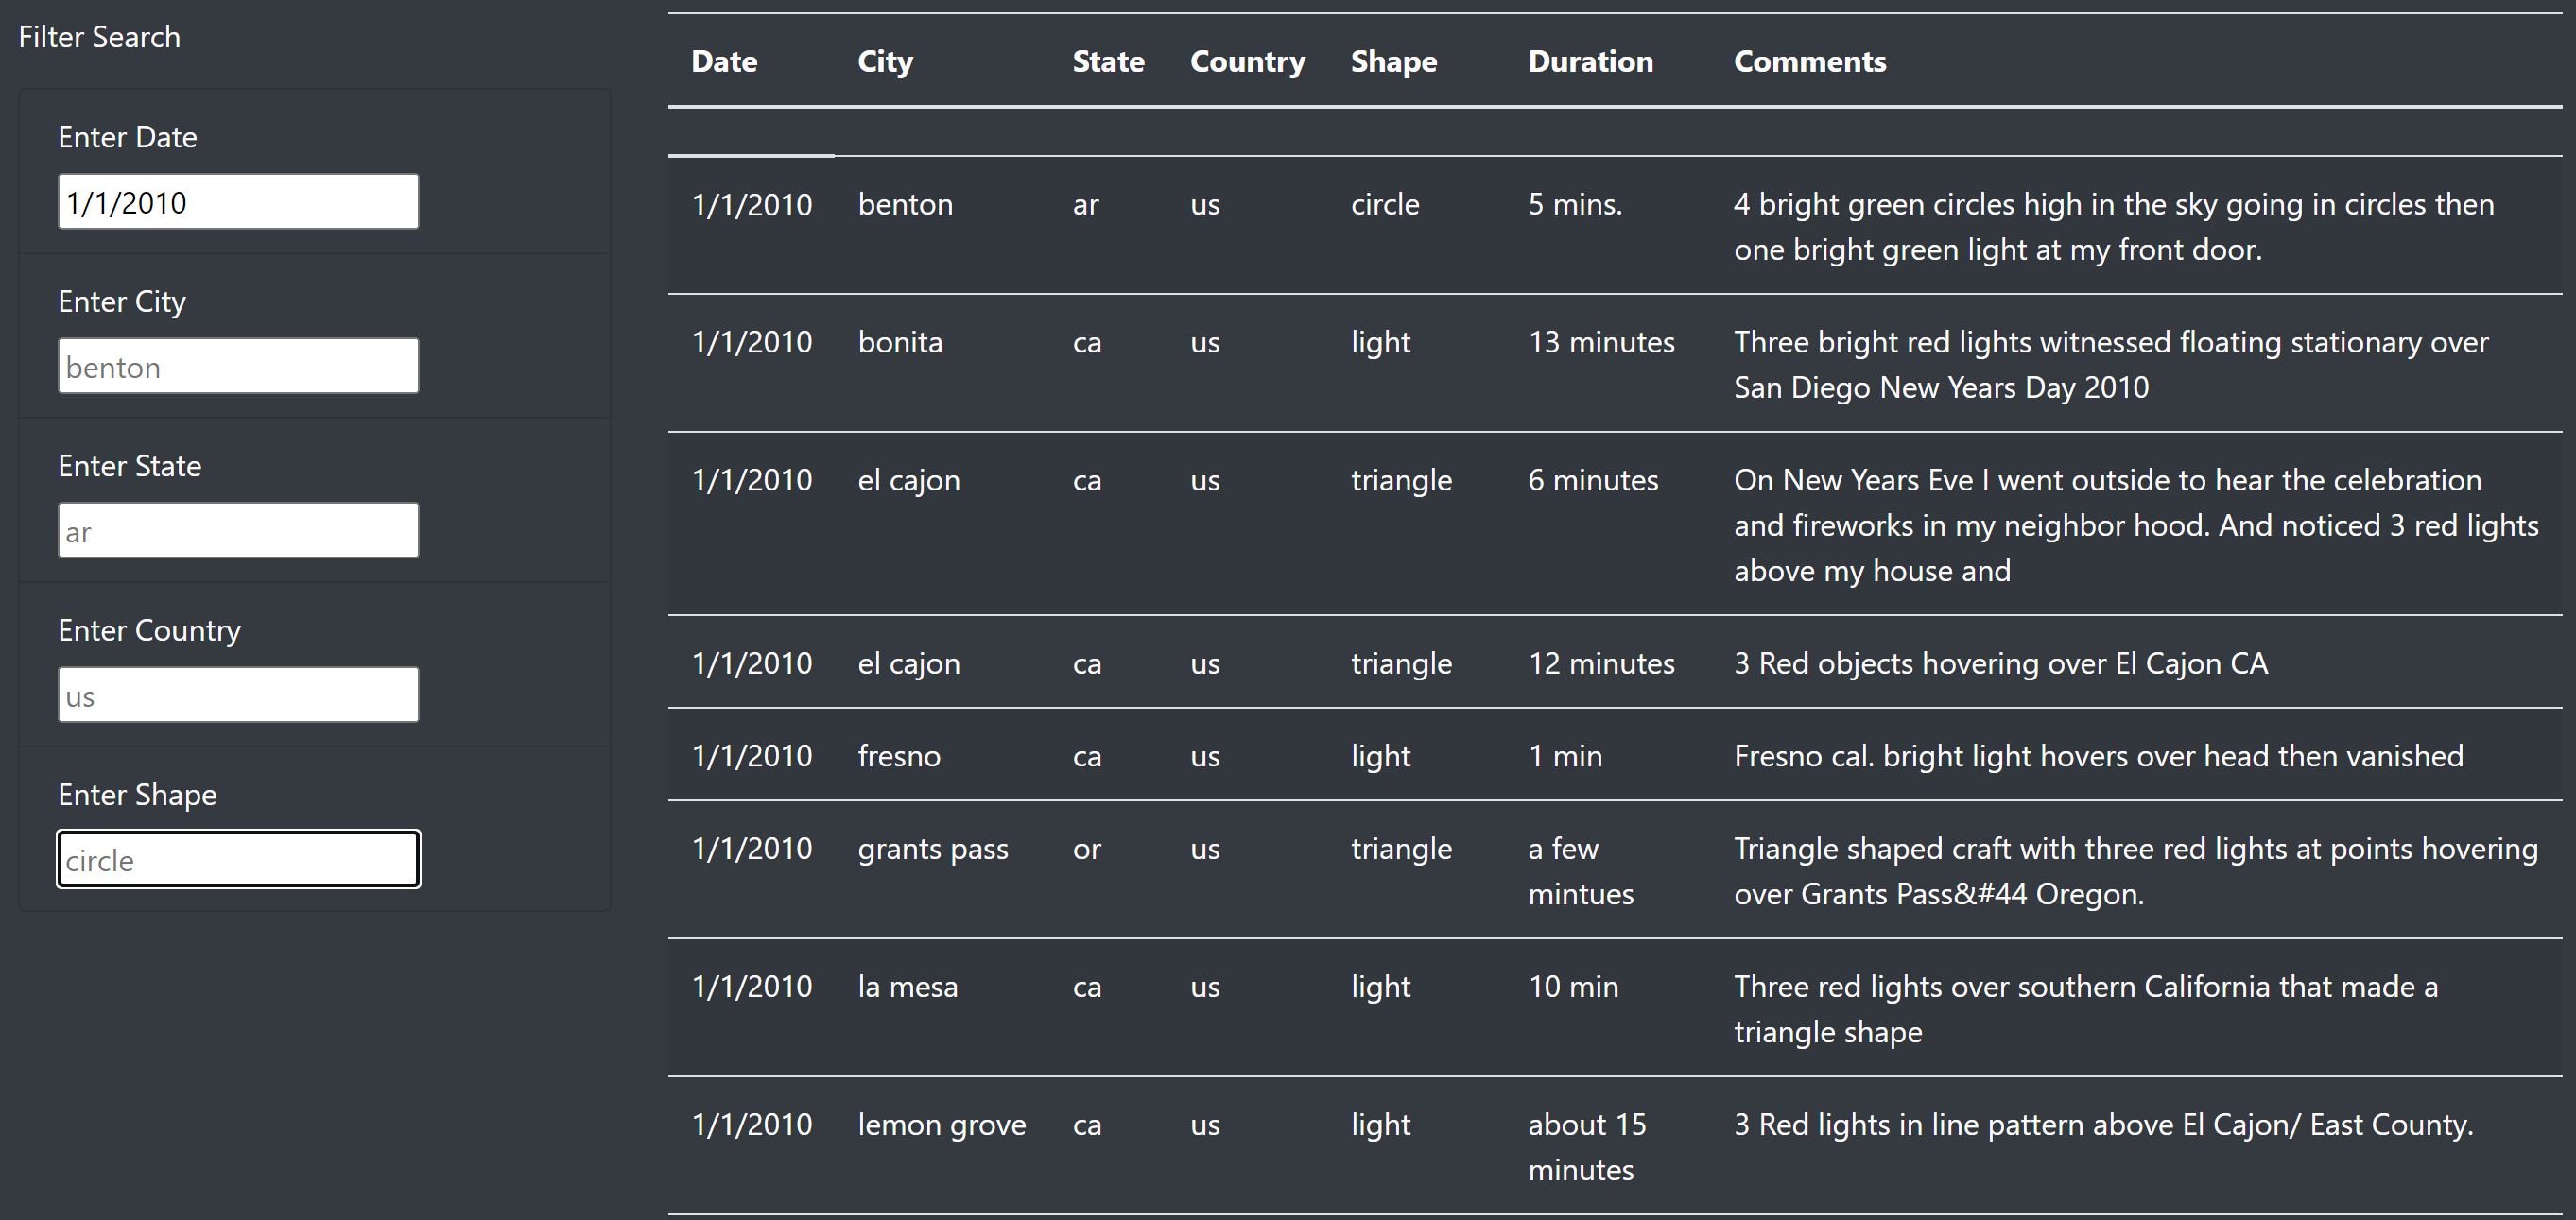 Filter Search
Enter Date
1/1/2010
Enter City
benton
Enter State
ar
Enter Country
us
Enter Shape
circle
Date City State Country Shape Duration Comments
1/1/2010 benton ar us circle 5 mins. 4 bright green circles high in the sky going in circles then
one bright green light at my front door.
1/1/2010 bonita ca us light 13 minutes Three bright red lights witnessed floating stationary over
San Diego New Years Day 2010
1/1/2010 el cajon ca us triangle 6 minutes On New Years Eve I went outside to hear the celebration
and fireworks in my neighbor hood. And noticed 3 red lights
above my house and
1/1/2010 el cajon ca us triangle 12 minutes 3 Red objects hovering over El Cajon CA
1/1/2010 fresno ca us light 1 min Fresno cal. bright light hovers over head then vanished
1/1/2010 grants pass or us triangle a few Triangle shaped craft with three red lights at points hovering
mintues over Grants Pass&#44 Oregon.
1/1/2010 la mesa ca us light 10 min Three red lights over southern California that made a
triangle shape
1/1/2010 lemon grove ca us light about 15 3 Red lights in line pattern above El Cajon/ East County.
minutes